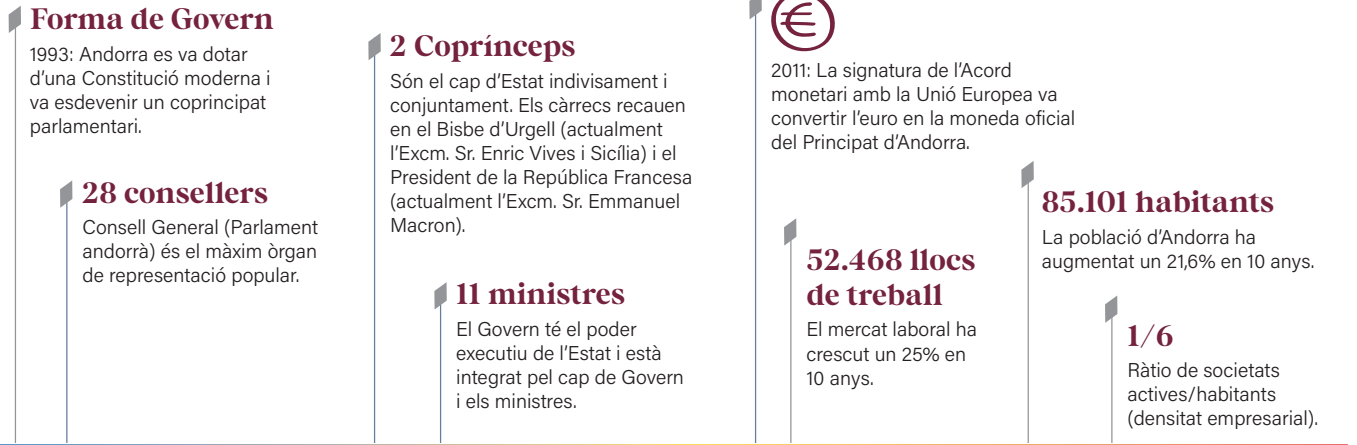 Forma de Govern
1993: Andorra es va dotar
d'una Constitució moderna i
va esdevenir un coprincipat
parlamentari.
28 consellers
Consell General (Parlament
andorrà) és el màxim òrgan
de representació popular.
2 Coprínceps
Són el cap d'Estat indivisament i
conjuntament. Els càrrecs recauen
en el Bisbe d'Urgell (actualment
l'Excm. Sr. Enric Vives i Sicília) i el
President de la República Francesa
(actualment l'Excm. Sr. Emmanuel
Macron).
11 ministres
El Govern té el poder
executiu de l'Estat i està
integrat pel cap de Govern
i els ministres.
€
2011: La signatura de l'Acord
monetari amb la Unió Europea va
convertir l'euro en la moneda oficial
del Principat d'Andorra.
52.468 llocs
de treball
El mercat laboral ha
crescut un 25% en
10 anys.
85.101 habitants
La població d'Andorra ha
augmentat un 21,6% en 10 anys.
1/6
Ràtio de societats
actives/habitants
(densitat empresarial).